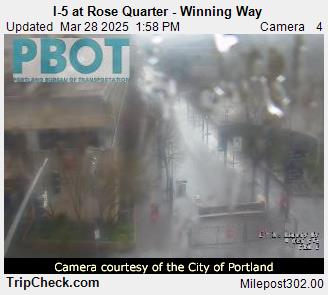 I-5 at Rose Quarter - Winning Way
Updated Mar 28 2025 1:58 PM Camera 4
PBOT
PORTLAND BUREAU OF TRANSPORTATION
Camera courtesy of the City of Portland
TripCheck.com Milepost302.00